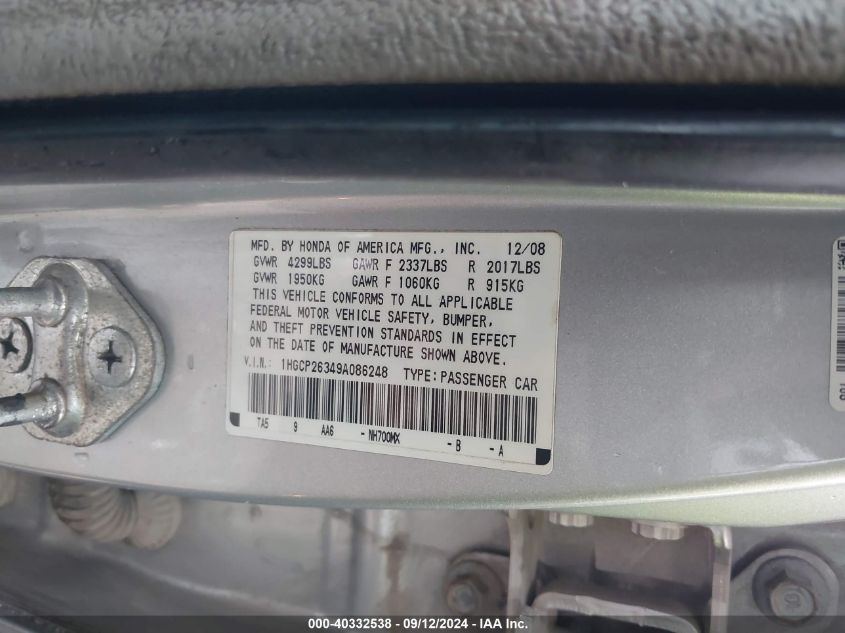 MFD. BY HONDA OF AMERICA MFG., INC. 12/08
GVWR 4299LBS GAWR F 2337LBS R 2017LBS
GVWR 1950KG GAWR F 1060KG R 915KG
THIS VEHICLE CONFORMS TO ALL APPLICABLE
FEDERAL MOTOR VEHICLE SAFETY, BUMPER,
AND THEFT PREVENTION STANDARDS IN EFFECT
ON THE DATE OF MANUFACTURE SHOWN ABOVE.
V.I.N.: 1HGCP26349A086248 TYPE: PASSENGER CAR
TA5 9 AA6 -NH700MX -B -A
000-40332538 - 09/12/2024 - IAA Inc.